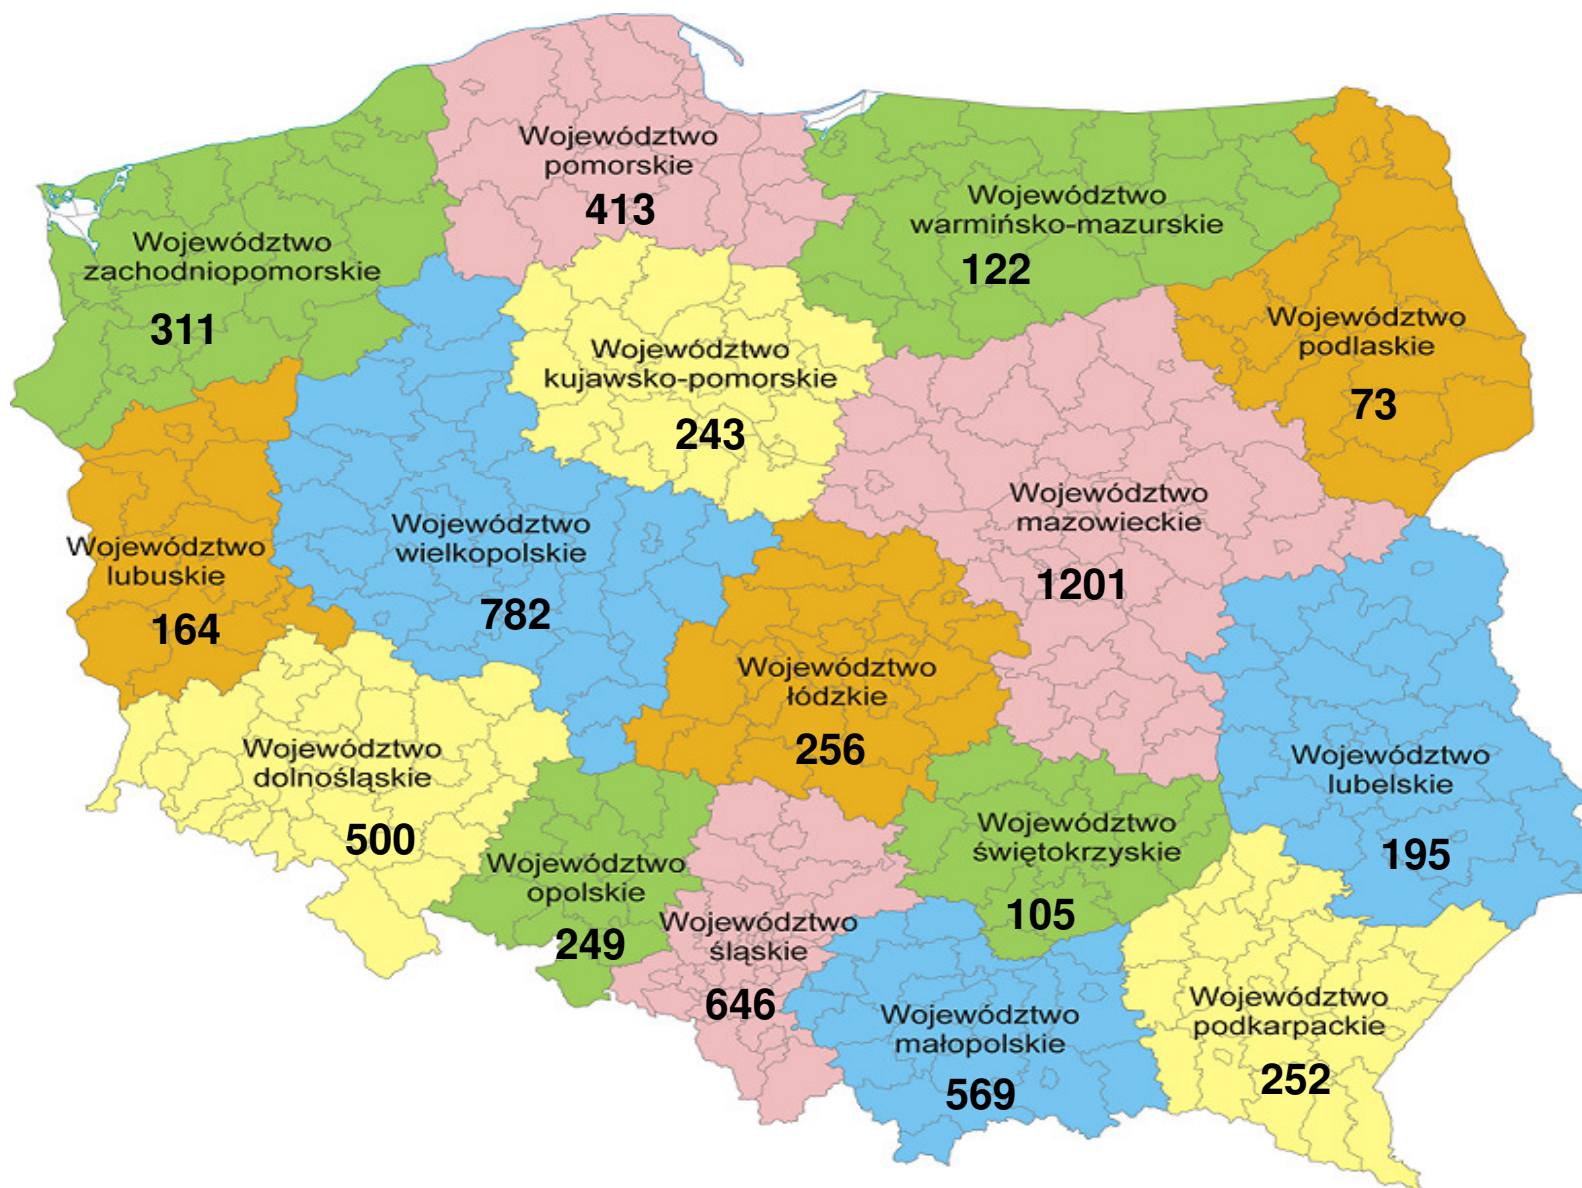 Województwo
pomorskie
413
Województwo
warmińsko-mazurskie
122
Województwo
zachodniopomorskie
311
Województwo
podlaskie
73
Województwo
kujawsko-pomorskie
243
Województwo
mazowieckie
1201
Województwo
wielkopolskie
782
Województwo
lubuskie
164
Województwo
łódzkie
256
Województwo
dolnośląskie
500
Województwo
lubelskie
195
Województwo
świętokrzyskie
105
Województwo
opolskie
249
Województwo
śląskie
646
Województwo
małopolskie
569
Województwo
podkarpackie
252